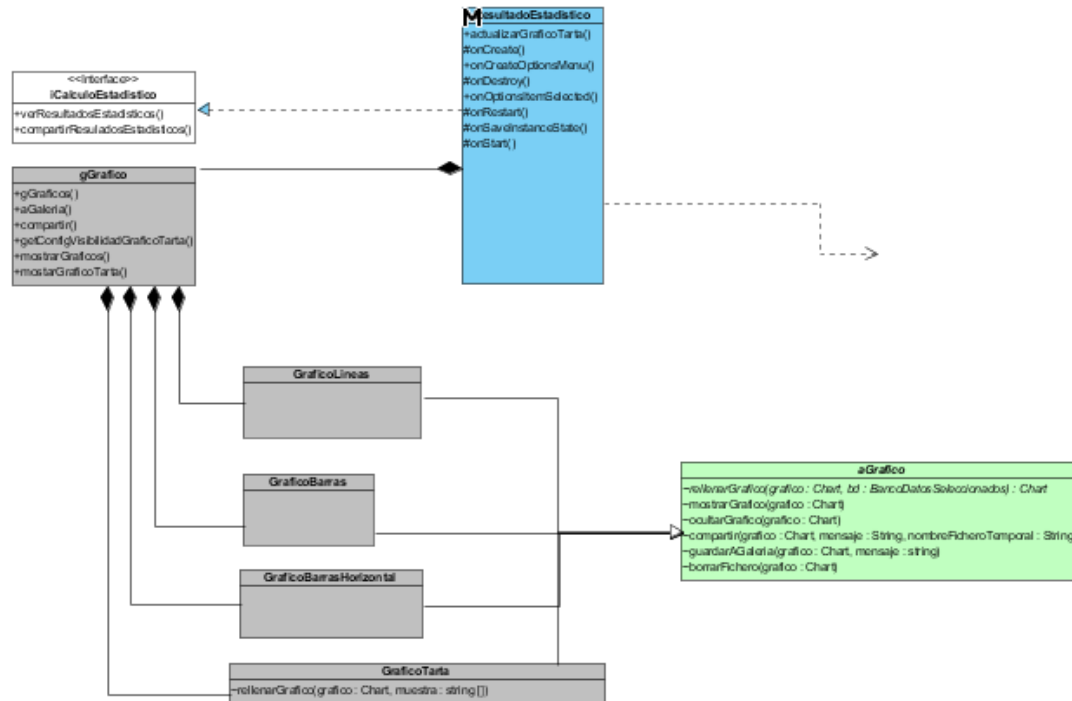 M
ResultadoEstadistico
+actualizarGraficoTarta()
#onCreate()
+onCreateOptionsMenu()
#onDestroy()
+onOptionsItemSelected()
#onRestart()
#onSaveInstanceState()
#onStart()
<<Interface>>
iCalculoEstadistico
+verResultadosEstadisticos()
+compartirResuladosEstadisticos()
gGrafico
+gGraficos()
+aGaleria()
+compartir()
+getConfigVisibilidadGraficoTarta()
+mostrarGraficos()
+mostarGraficoTarta()
GraficoLineas
GraficoBarras
GraficoBarrasHorizontal
GraficoTarta
~rellenarGrafico(grafico : Chart, muestra : string [])
aGrafico
~rellenarGrafico(grafico : Chart, bd : BancoDatosSeleccionados) : Chart
~mostrarGrafico(grafico : Chart)
~ocultarGrafico(grafico : Chart)
~compartir(grafico : Chart, mensaje : String, nombreFicheroTemporal : String
~guardarAGaleria(grafico : Chart, mensaje : string)
~borrarFichero(grafico : Chart)